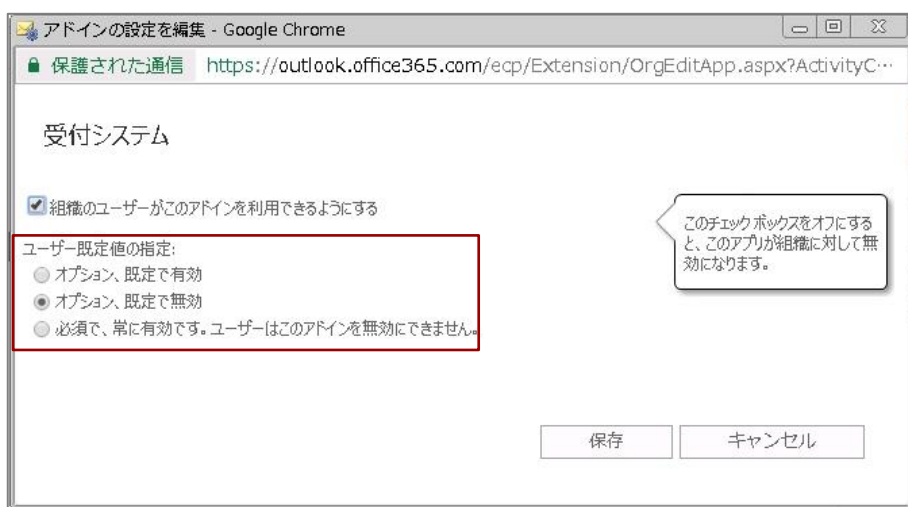 アドインの設定を編集 - Google Chrome
保護された通信 https://outlook.office365.com/ecp/Extension/OrgEditApp.aspx?ActivityC…
受付システム
組織のユーザーがこのアドインを利用できるようにする
このチェック ボックスをオフにする
と、このアプリが組織に対して無
効になります。
ユーザー既定値の指定:
オプション、既定で有効
オプション、既定で無効
必須で、常に有効です。ユーザーはこのアドインを無効にできません。
保存
キャンセル